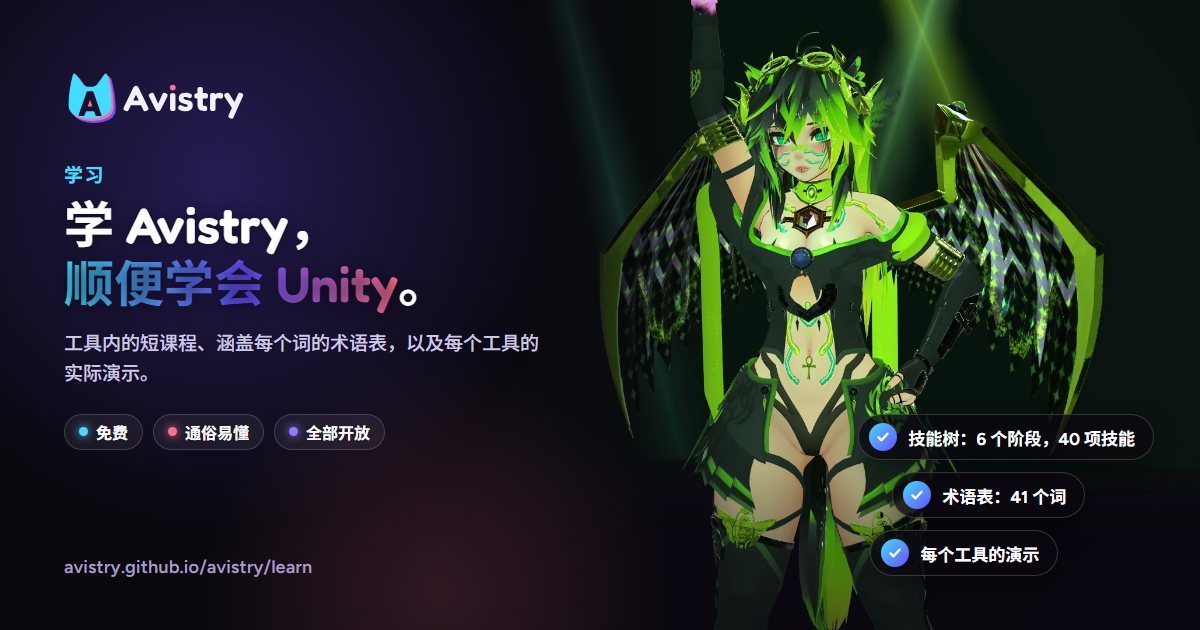 Avistry
学习
学 Avistry，
顺便学会 Unity。
工具内的短课程、涵盖每个词的术语表，以及每个工具的
实际演示。
免费
通俗易懂
全部开放
技能树：6 个阶段，40 项技能
术语表：41 个词
每个工具的演示
avistry.github.io/avistry/learn